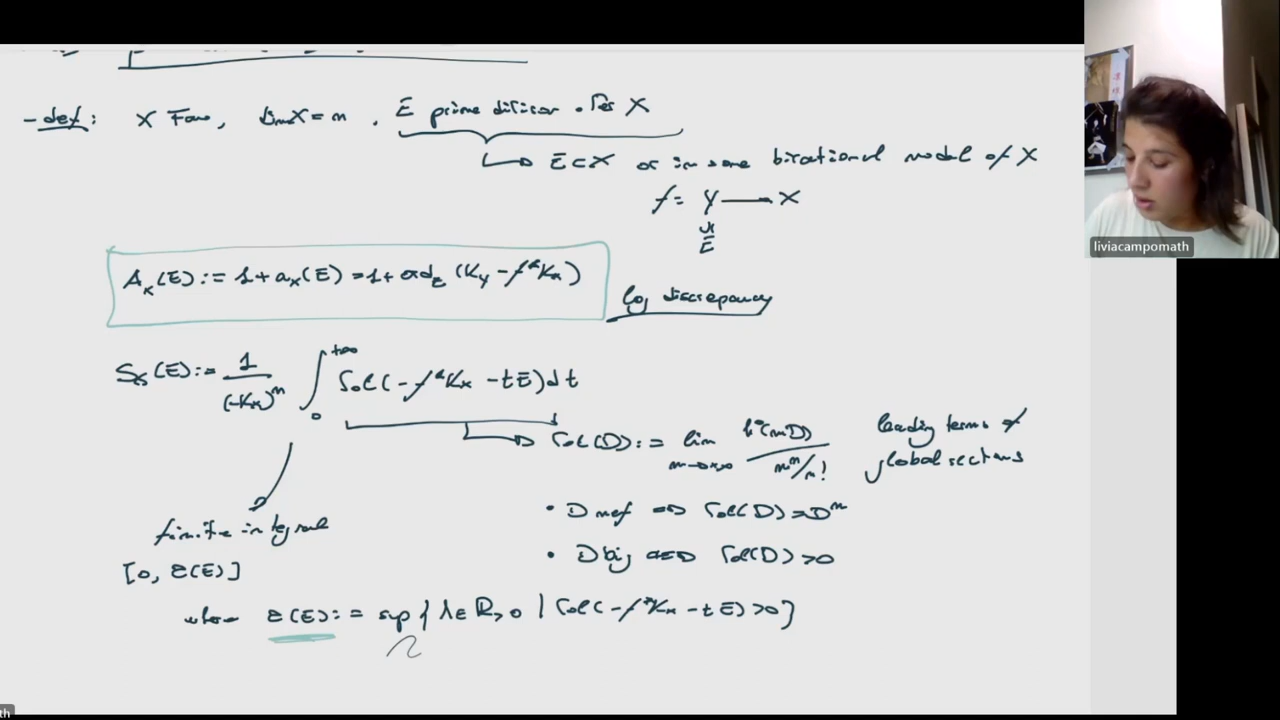 - def: X Fano, dim X = n, E prime divisor over X
↳ E ⊂ X or in some birational model of X
f: Y → X
∪
E
A_X(E) := 1 + a_X(E) = 1 + ord_E (K_Y - f*K_X)
log discrepancy
S_X(E) := 1/(-K_X)^n ∫_0^{+∞} Vol(-f*K_X - tE) dt
↳ Vol(D) := lim_{m→∞} h^0(mD) / (m^n/n!)
leading terms of
global sections
finite integral
• D nef ⇒ Vol(D) = D^n
• D big ⇔ Vol(D) > 0
[0, τ(E)]
where τ(E) := sup { λ ∈ R_{>0} | Vol(-f*K_X - tE) > 0 }
liviacampomath
th